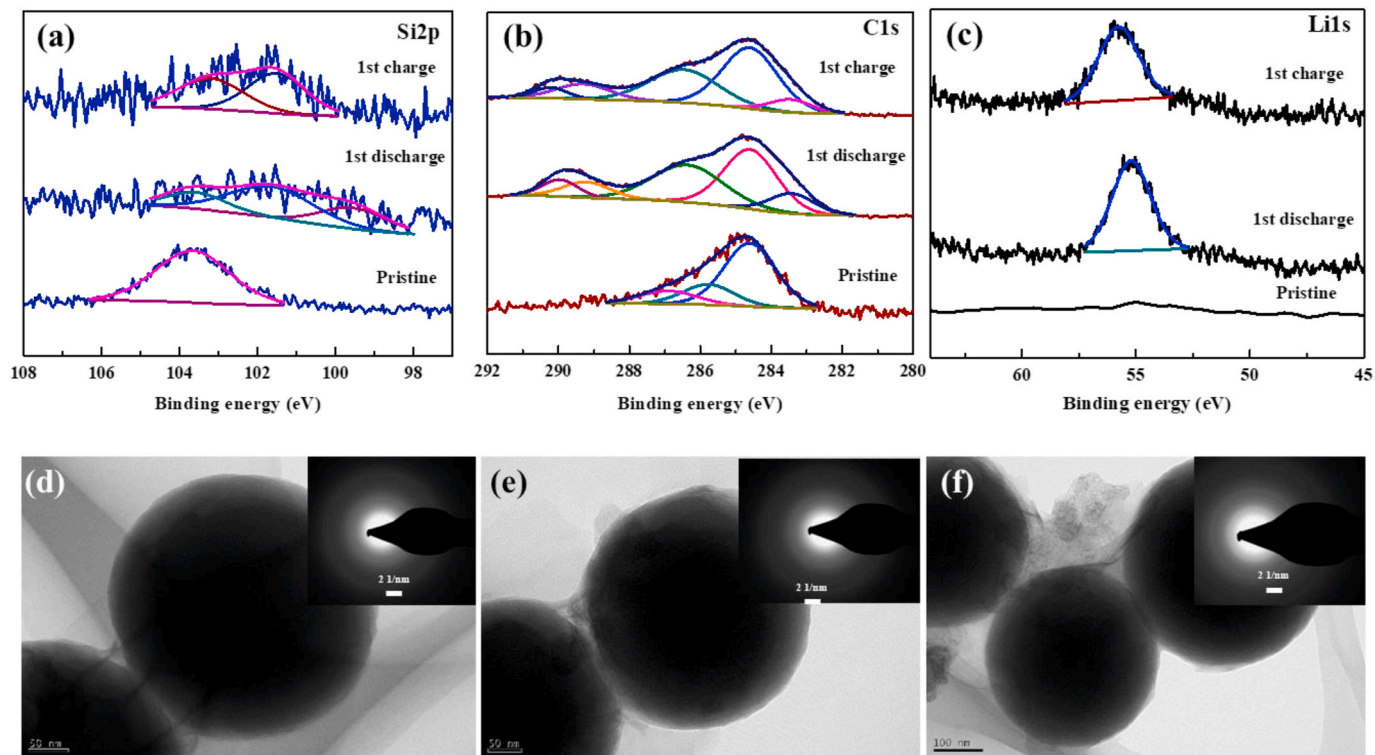 (a)
Si2p
1st charge
1st discharge
Pristine
108 106 104 102 100 98
Binding energy (eV)
(b)
C1s
1st charge
1st discharge
Pristine
292 290 288 286 284 282 280
Binding energy (eV)
(c)
Li1s
1st charge
1st discharge
Pristine
60 55 50 45
Binding energy (eV)
(d)
2 1/nm
50 nm
(e)
2 1/nm
50 nm
(f)
2 1/nm
100 nm